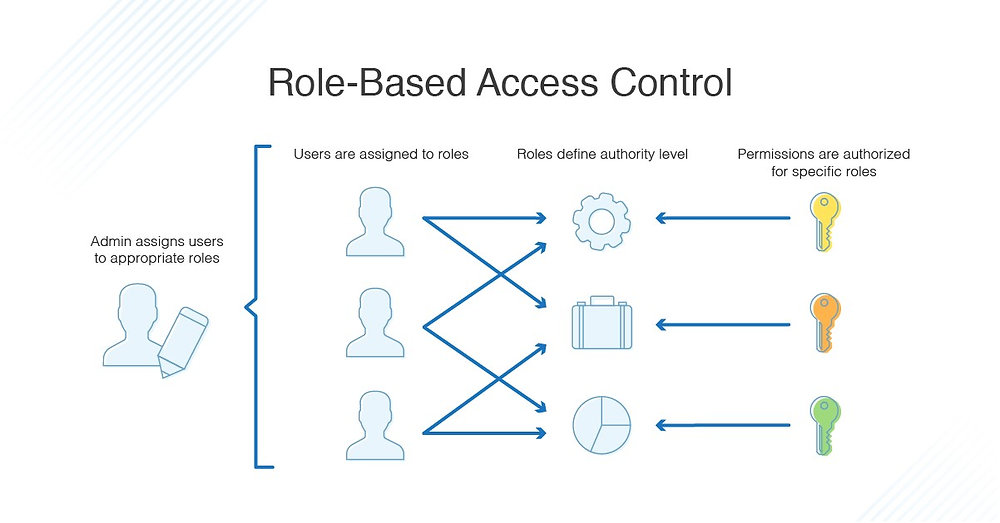 Role-Based Access Control
Users are assigned to roles
Roles define authority level
Permissions are authorized
for specific roles
Admin assigns users
to appropriate roles